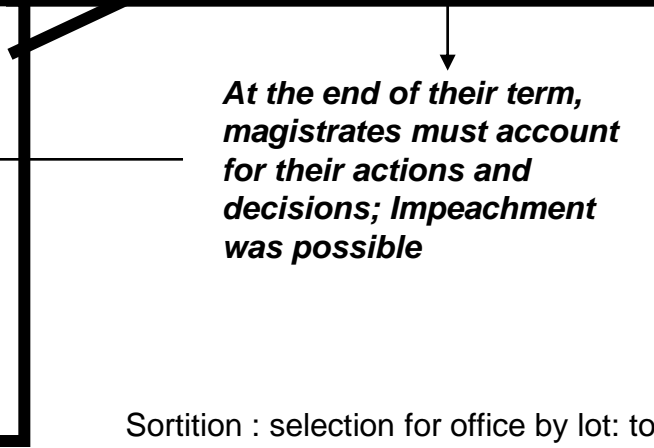 At the end of their term,
magistrates must account
for their actions and
decisions; Impeachment
was possible
Sortition : selection for office by lot: to